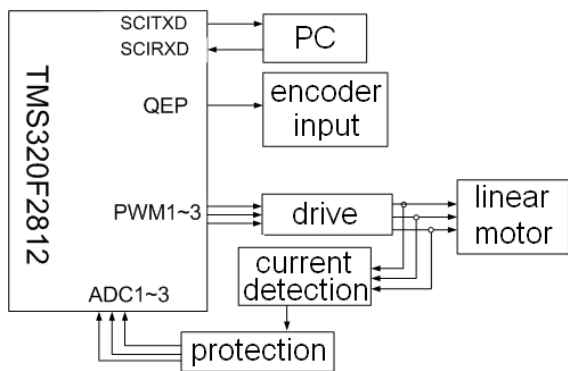 TMS320F2812
SCITXD
SCIRXD
PC
QEP
encoder
input
PWM1~3
drive
linear
motor
current
detection
ADC1~3
protection